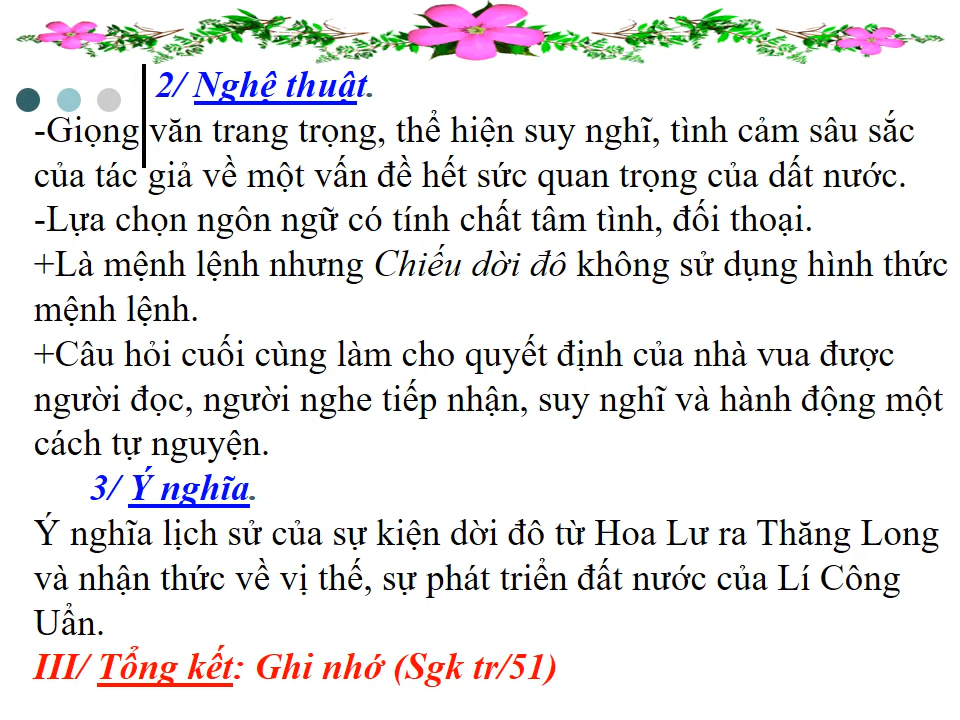 2/ Nghệ thuật.
-Giọng văn trang trọng, thể hiện suy nghĩ, tình cảm sâu sắc
của tác giả về một vấn đề hết sức quan trọng của dất nước.
-Lựa chọn ngôn ngữ có tính chất tâm tình, đối thoại.
+Là mệnh lệnh nhưng Chiếu dời đô không sử dụng hình thức
mệnh lệnh.
+Câu hỏi cuối cùng làm cho quyết định của nhà vua được
người đọc, người nghe tiếp nhận, suy nghĩ và hành động một
cách tự nguyện.
3/ Ý nghĩa.
Ý nghĩa lịch sử của sự kiện dời đô từ Hoa Lư ra Thăng Long
và nhận thức về vị thế, sự phát triển đất nước của Lí Công
Uẩn.
III/ Tổng kết: Ghi nhớ (Sgk tr/51)